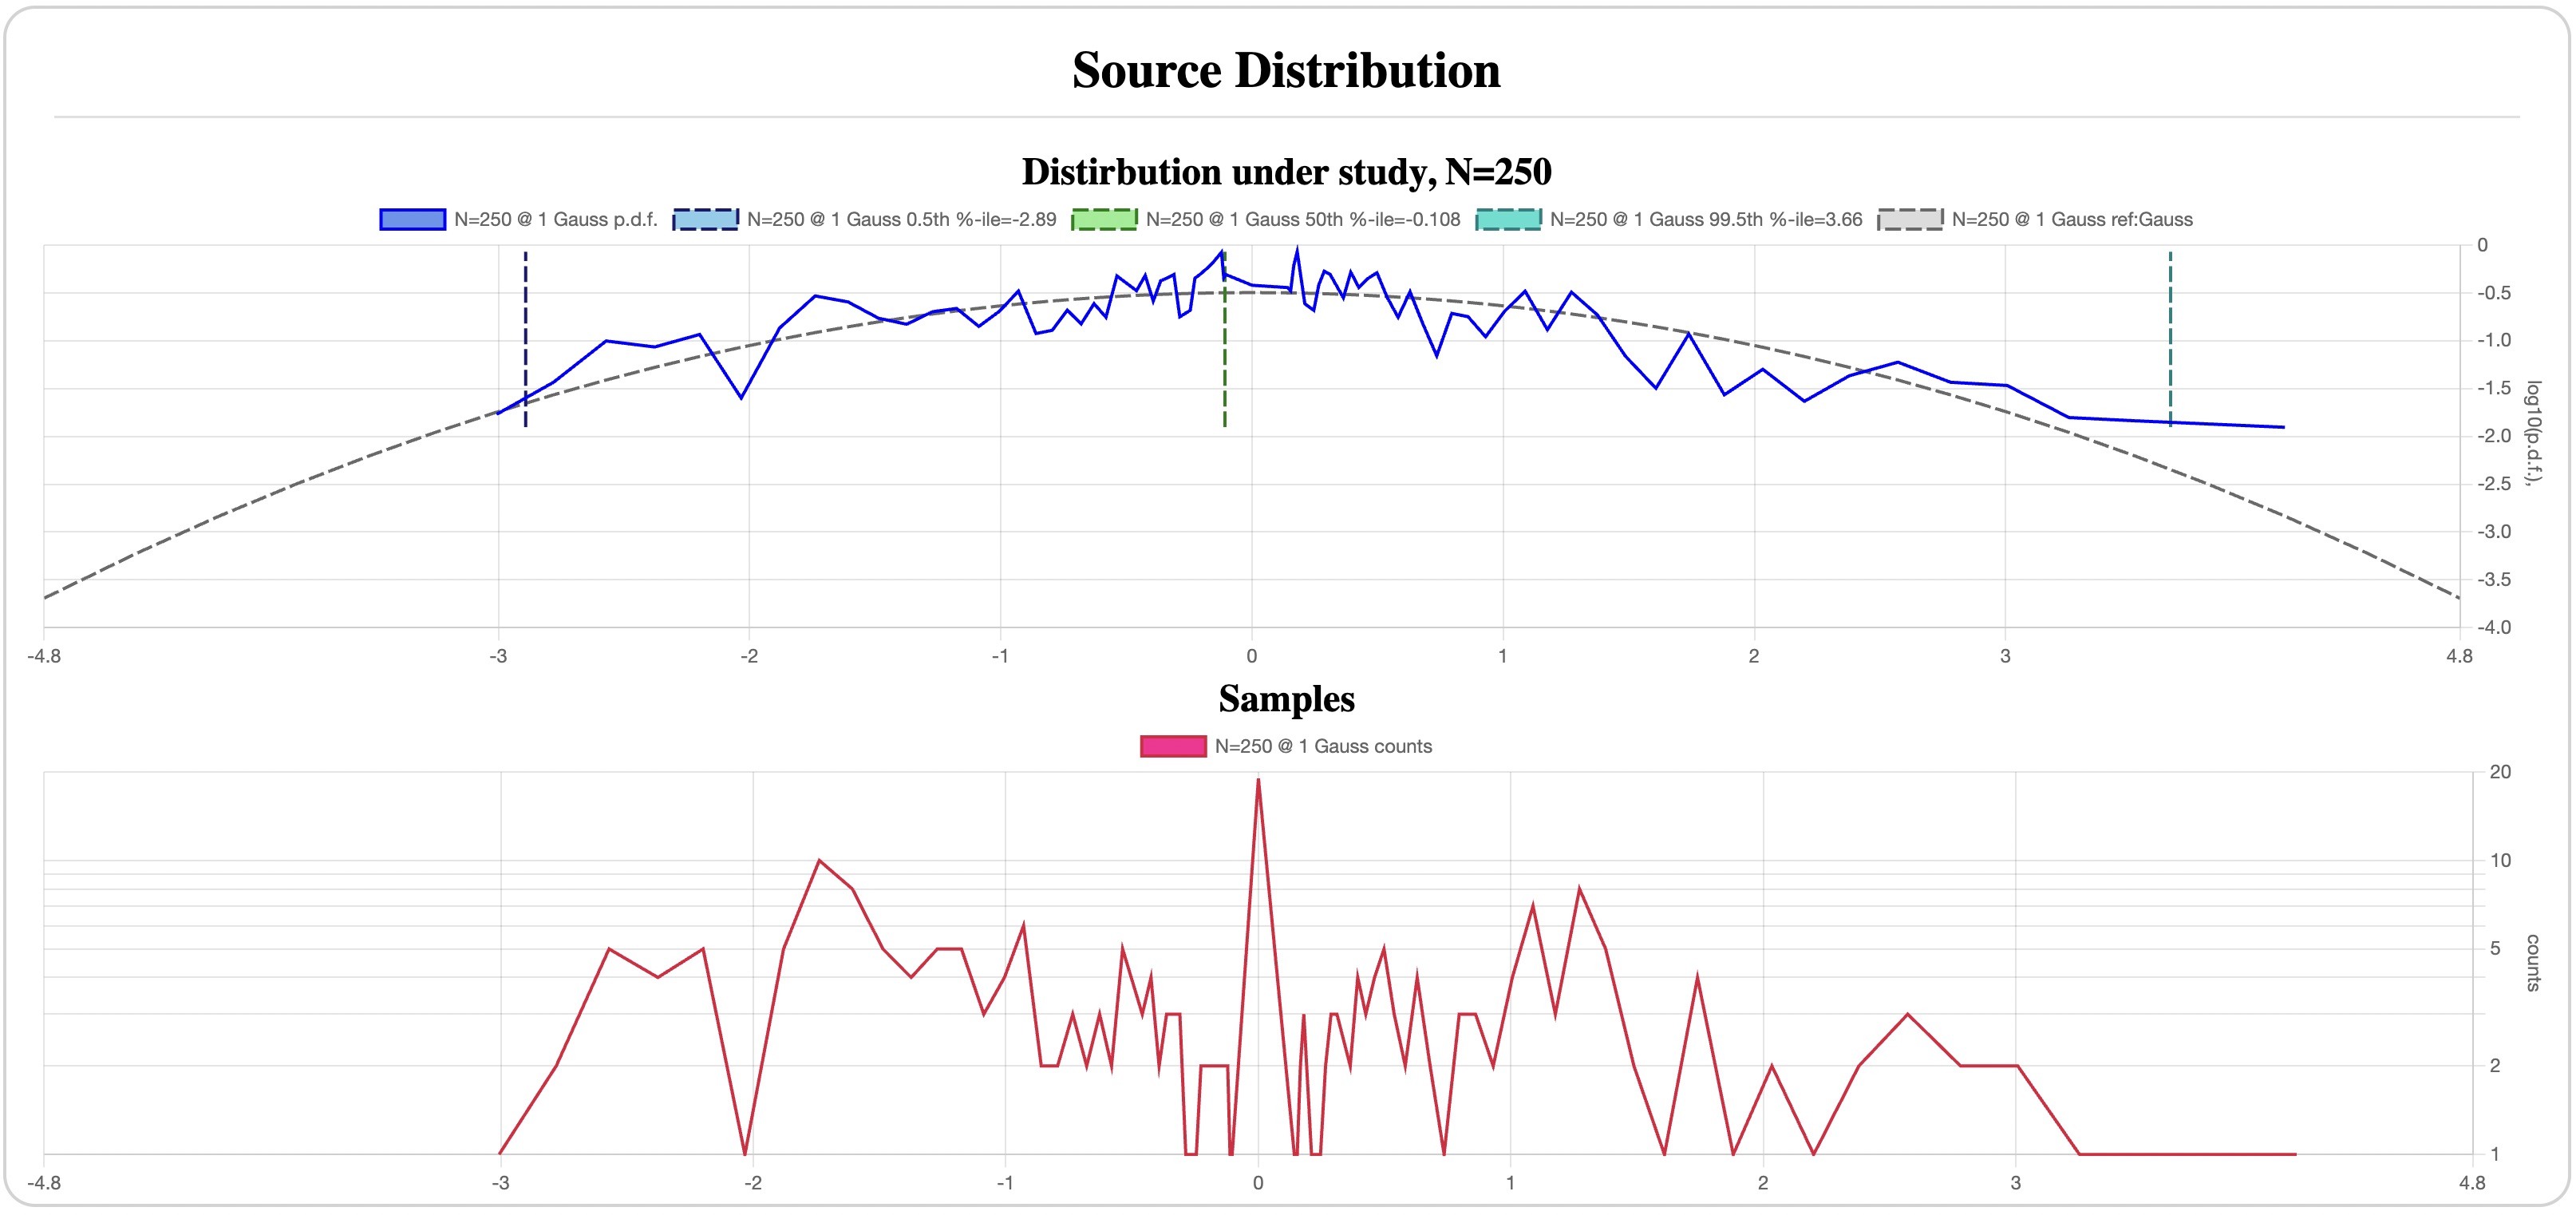 Source Distribution
Distirbution under study, N=250
N=250 @ 1 Gauss p.d.f. N=250 @ 1 Gauss 0.5th %-ile=-2.89 N=250 @ 1 Gauss 50th %-ile=-0.108 N=250 @ 1 Gauss 99.5th %-ile=3.66 N=250 @ 1 Gauss ref:Gauss
0
-0.5
-1.0
-1.5
-2.0
-2.5
-3.0
-3.5
-4.0
log10(p.d.f.),
-4.8 -3 -2 -1 0 1 2 3 4.8
Samples
N=250 @ 1 Gauss counts
20
10
5
2
1
counts
-4.8 -3 -2 -1 0 1 2 3 4.8